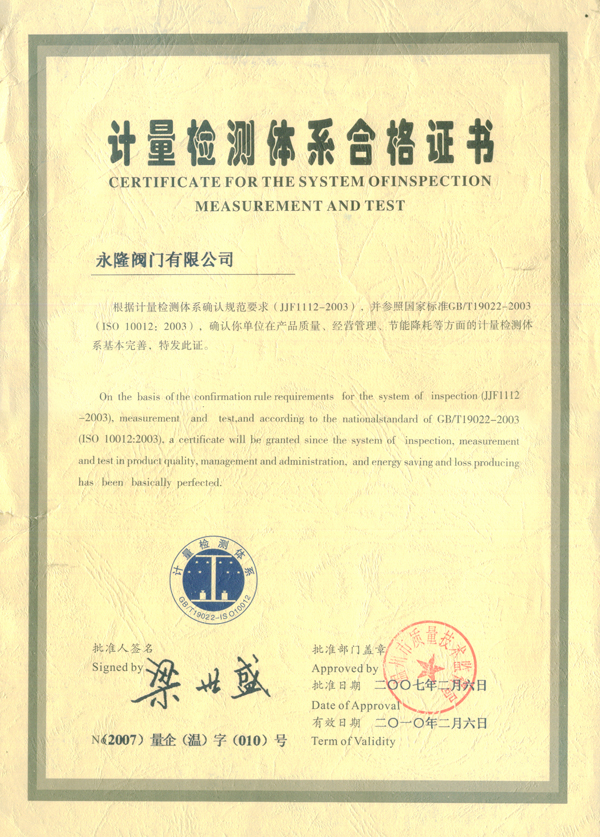 计量检测体系合格证书
CERTIFICATE FOR THE SYSTEM OFINSPECTION
MEASUREMENT AND TEST
永隆阀门有限公司
根据计量检测体系确认规范要求（JJF1112-2003），并参照国家标准GB/T19022-2003
（ISO 10012：2003），确认你单位在产品质量、经营管理、节能降耗等方面的计量检测体
系基本完善，特发此证。
On the basis of the confirmation rule requirements for the system of inspection (JJF1112
-2003), measurement and test,and according to the nationalstandard of GB/T19022-2003
(ISO 10012:2003), a certificate will be granted since the system of inspection, measurement
and test in product quality, management and administration, and energy saving and loss producing
has been basically perfected.
计量检测体系
GB/T19022-ISO10012
批准人签名
Signed by
梁世盛
№（2007）量企（温）字（010）号
批准部门盖章
Approved by
温州市质量技术监督局
批准日期 二〇〇七年二月六日
Date of Approval
有效日期 二〇一〇年二月六日
Term of Validity